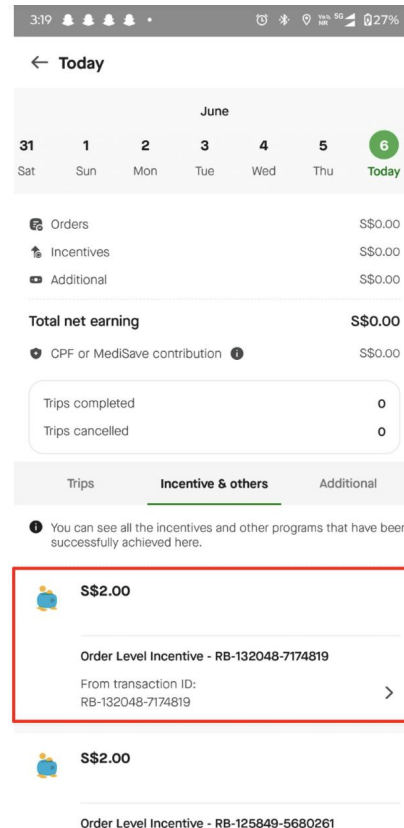 3:19 VoLTE NR 5G 27%
Today
June
31 1 2 3 4 5 6
Sat Sun Mon Tue Wed Thu Today
Orders S$0.00
Incentives S$0.00
Additional S$0.00
Total net earning S$0.00
CPF or MediSave contribution S$0.00
Trips completed 0
Trips cancelled 0
Trips Incentive & others Additional
You can see all the incentives and other programs that have been
successfully achieved here.
S$2.00
Order Level Incentive - RB-132048-7174819
From transaction ID:
RB-132048-7174819
S$2.00
Order Level Incentive - RB-125849-5680261